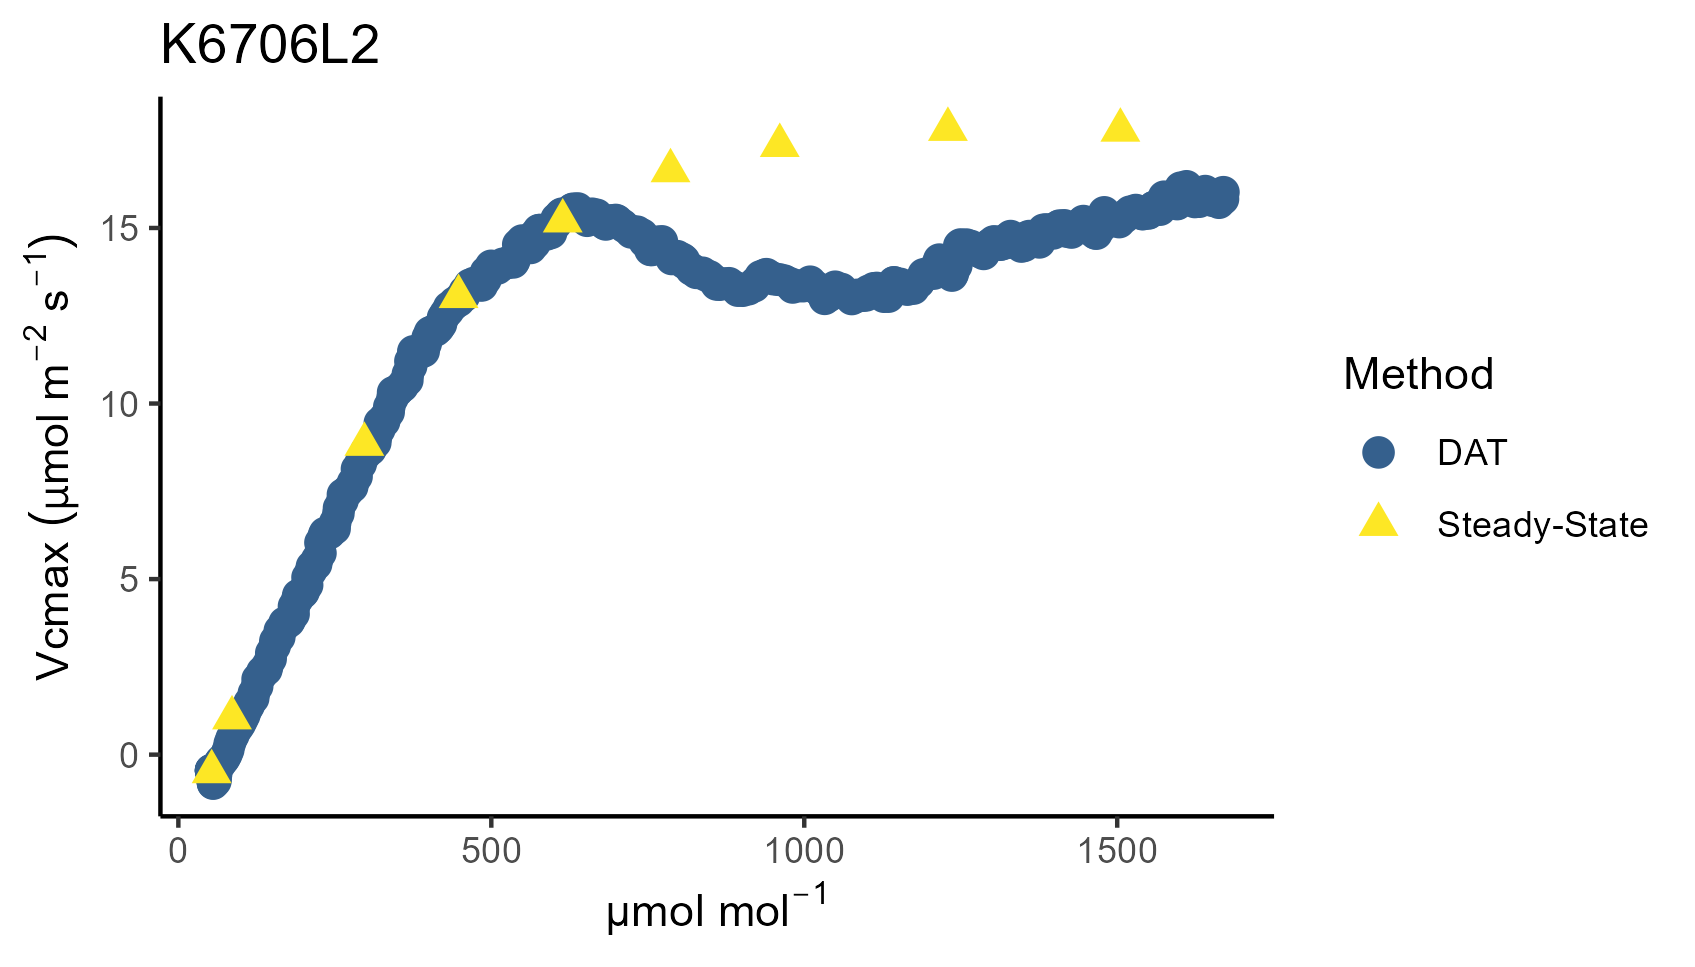 K6706L2
Vcmax (µmol m⁻² s⁻¹)
15
10
5
0
0 500 1000 1500
µmol mol⁻¹
Method
DAT
Steady-State